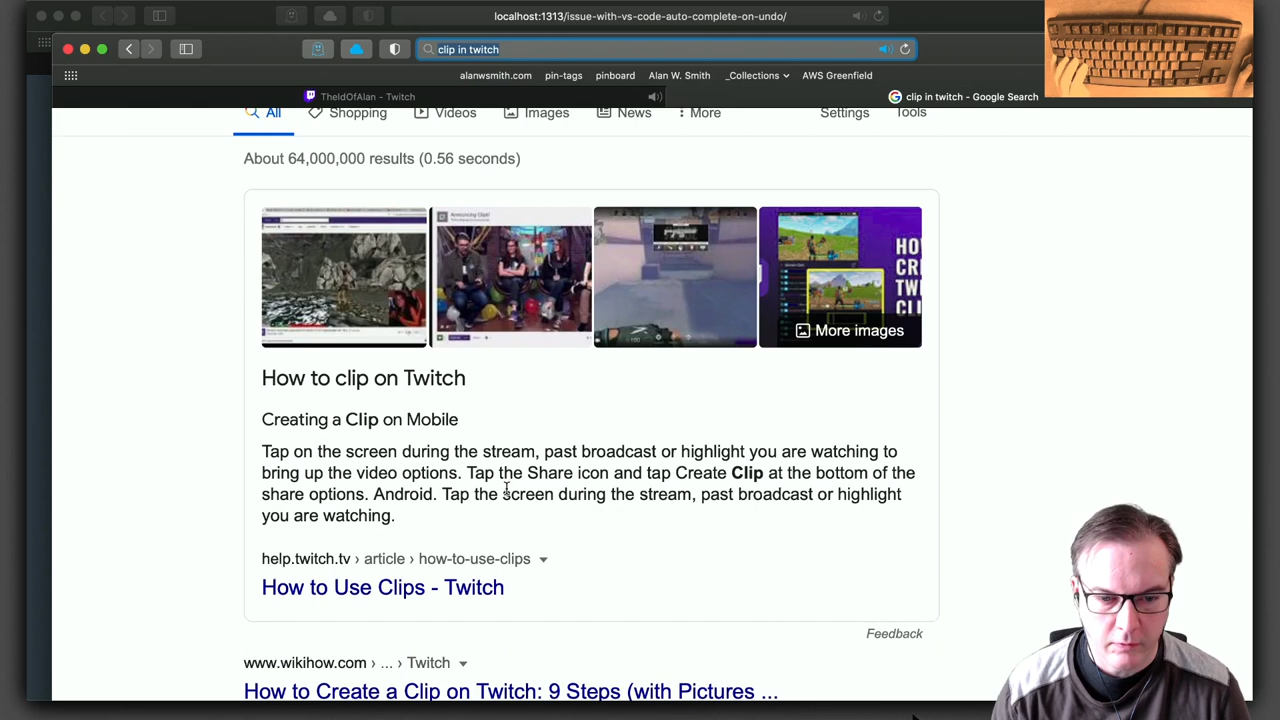 localhost:1313/issue-with-vs-code-auto-complete-on-undo/
clip in twitch
alanwsmith.com pin-tags pinboard Alan W. Smith _Collections AWS Greenfield
TheIdOfAlan - Twitch clip in twitch - Google Search
All Shopping Videos Images News More Settings Tools
About 64,000,000 results (0.56 seconds)
Announcing Clips!
HO
CR
TW
CLI
More images
How to clip on Twitch
Creating a Clip on Mobile
Tap on the screen during the stream, past broadcast or highlight you are watching to
bring up the video options. Tap the Share icon and tap Create Clip at the bottom of the
share options. Android. Tap the screen during the stream, past broadcast or highlight
you are watching.
help.twitch.tv › article › how-to-use-clips
How to Use Clips - Twitch
Feedback
www.wikihow.com › ... › Twitch
How to Create a Clip on Twitch: 9 Steps (with Pictures ...